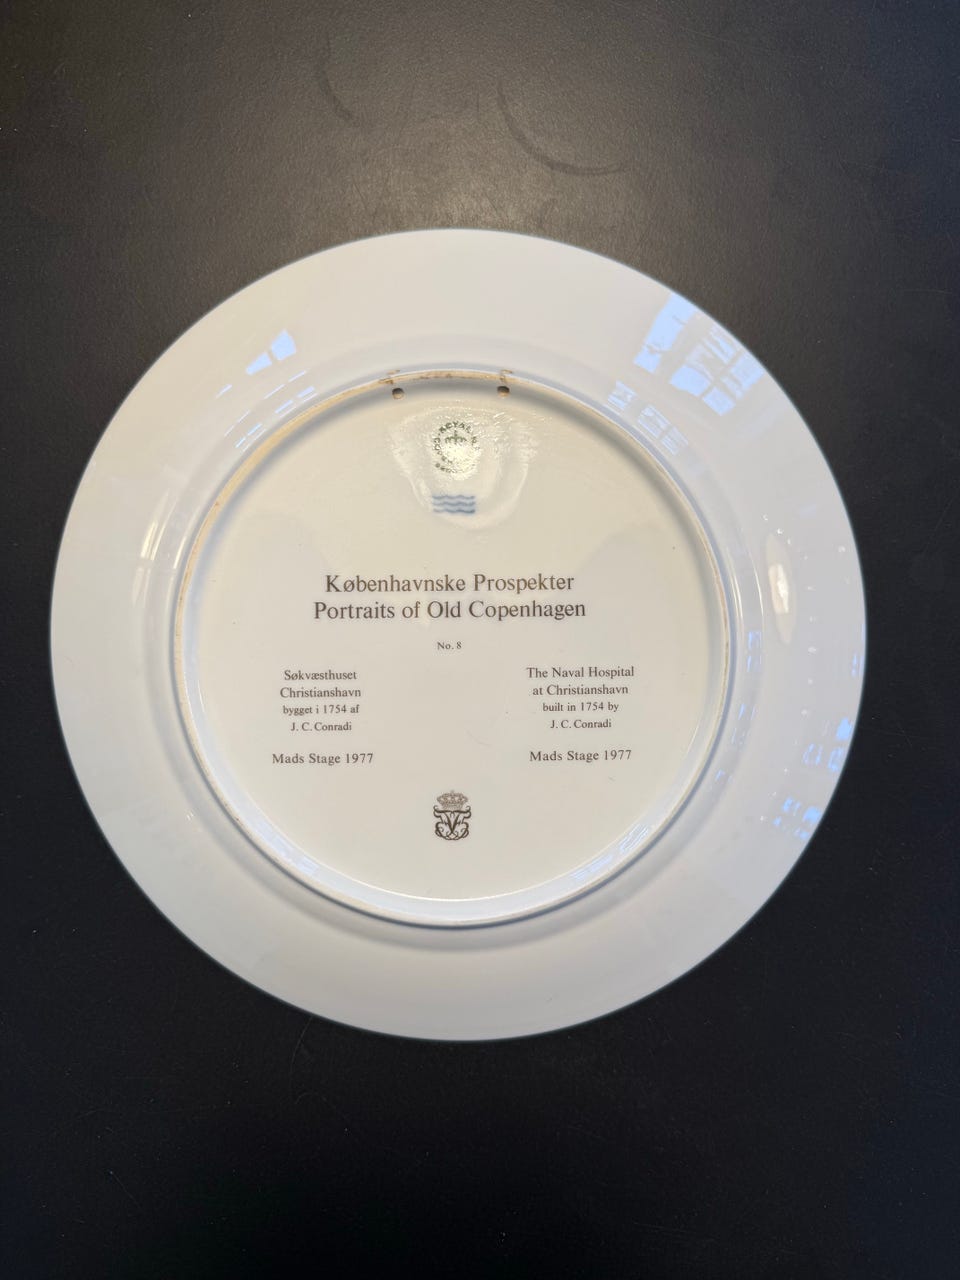 ROYAL
Københavnske Prospekter
Portraits of Old Copenhagen
No. 8
Søkvæsthuset
Christianshavn
bygget i 1754 af
J. C. Conradi
Mads Stage 1977
The Naval Hospital
at Christianshavn
built in 1754 by
J. C. Conradi
Mads Stage 1977